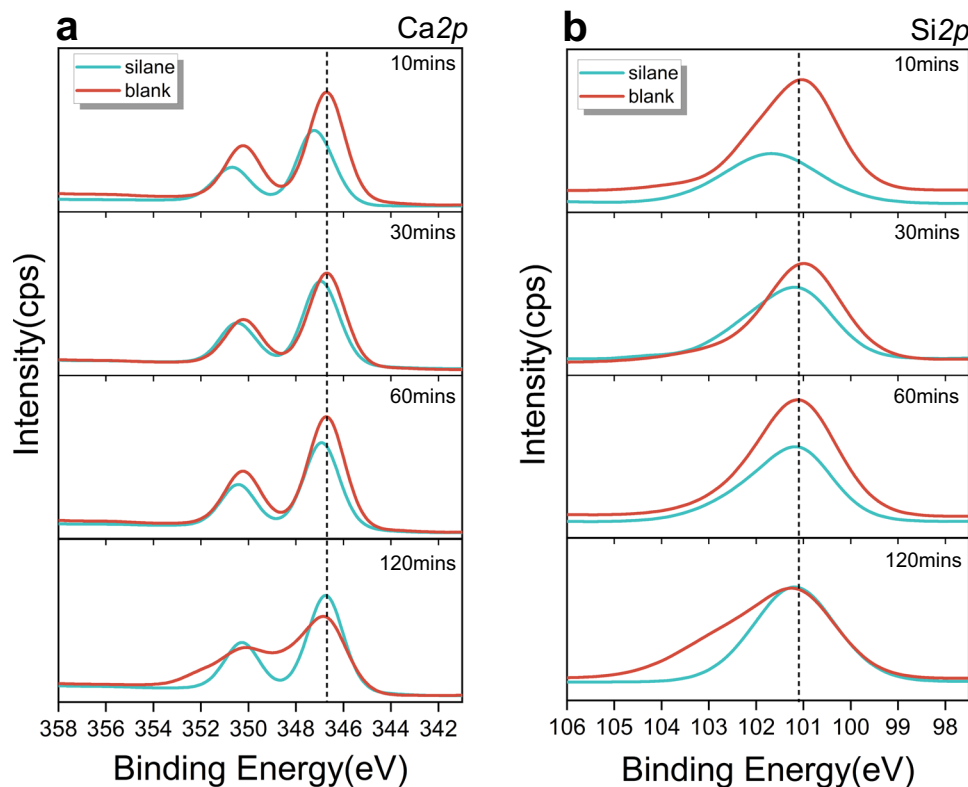 a
Ca2p
silane
blank
10mins
30mins
60mins
120mins
Intensity(cps)
358 356 354 352 350 348 346 344 342
Binding Energy(eV)
b
Si2p
silane
blank
10mins
30mins
60mins
120mins
Intensity(cps)
106 105 104 103 102 101 100 99 98
Binding Energy(eV)